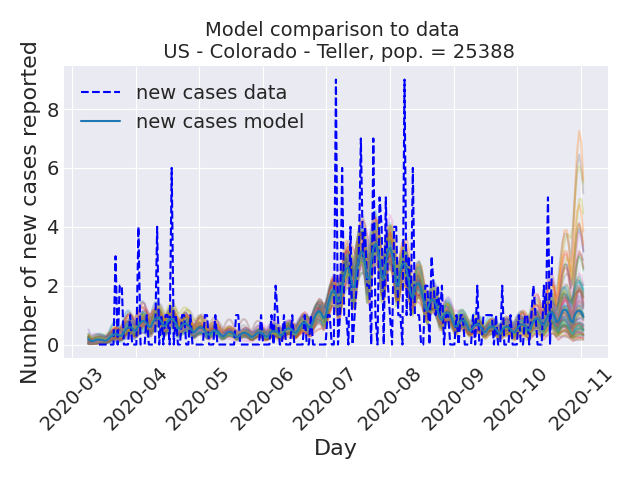 Model comparison to data
US - Colorado - Teller, pop. = 25388
Number of new cases reported
new cases data
new cases model
8
6
4
2
0
2020-03
2020-04
2020-05
2020-06
2020-07
2020-08
2020-09
2020-10
2020-11
Day